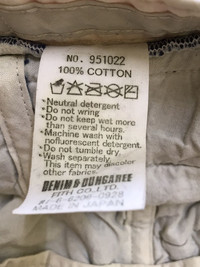 NO. 951022
100% COTTON
•Neutral detergent
•Do not wring
•Do not keep wet more
than several hours.
•Machine wash with
nofluorescent detergent.
•Do not tumble dry.
•Wash separately.
This item may discolor
other fabrics.
DENIM & DUNGAREE
FITH CO., LTD.
MADE IN JAPAN